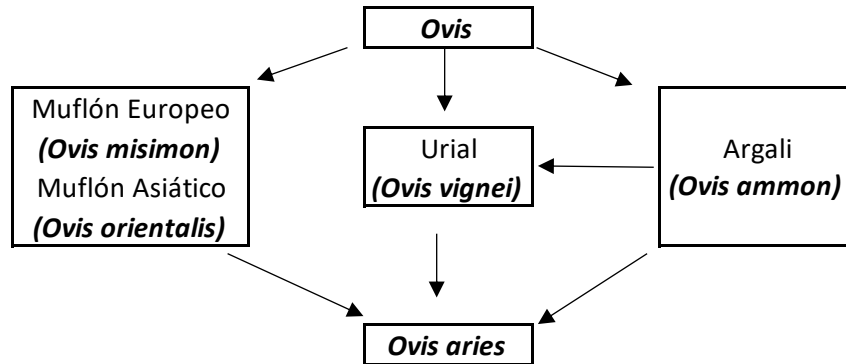 Ovis
Muflón Europeo
(Ovis misimon)
Muflón Asiático
(Ovis orientalis)
Urial
(Ovis vignei)
Argali
(Ovis ammon)
Ovis aries